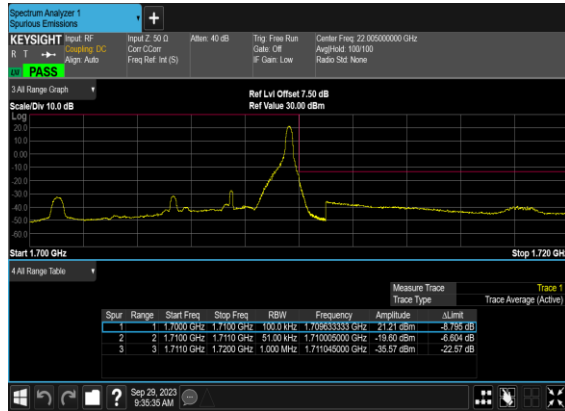 Spectrum Analyzer 1
Spurious Emissions
KEYSIGHT Input: RF Input Z: 50 Ω Atten: 40 dB Trig: Free Run Center Freq: 22.005000000 GHz
R T Coupling: DC Corr CCorr Gate: Off Avg|Hold: 100/100
Align: Auto Freq Ref: Int (S) IF Gain: Low Radio Std: None
PASS
3 All Range Graph
Ref Lvl Offset 7.50 dB
Scale/Div 10.0 dB Ref Value 30.00 dBm
Log
20.0
10.0
0.00
-10.0
-20.0
-30.0
-40.0
-50.0
-60.0
Start 1.700 GHz Stop 1.720 GH
4 All Range Table
Measure Trace Trace 1
Trace Type Trace Average (Active)
Spur Range Start Freq Stop Freq RBW Frequency Amplitude ΔLimit
1 1 1.7000 GHz 1.7100 GHz 100.0 kHz 1.709633333 GHz 21.21 dBm -8.795 dB
2 2 1.7100 GHz 1.7110 GHz 51.00 kHz 1.710005000 GHz -19.60 dBm -6.604 dB
3 3 1.7110 GHz 1.7200 GHz 1.000 MHz 1.711045000 GHz -35.57 dBm -22.57 dB
Sep 29, 2023
9:35:35 AM